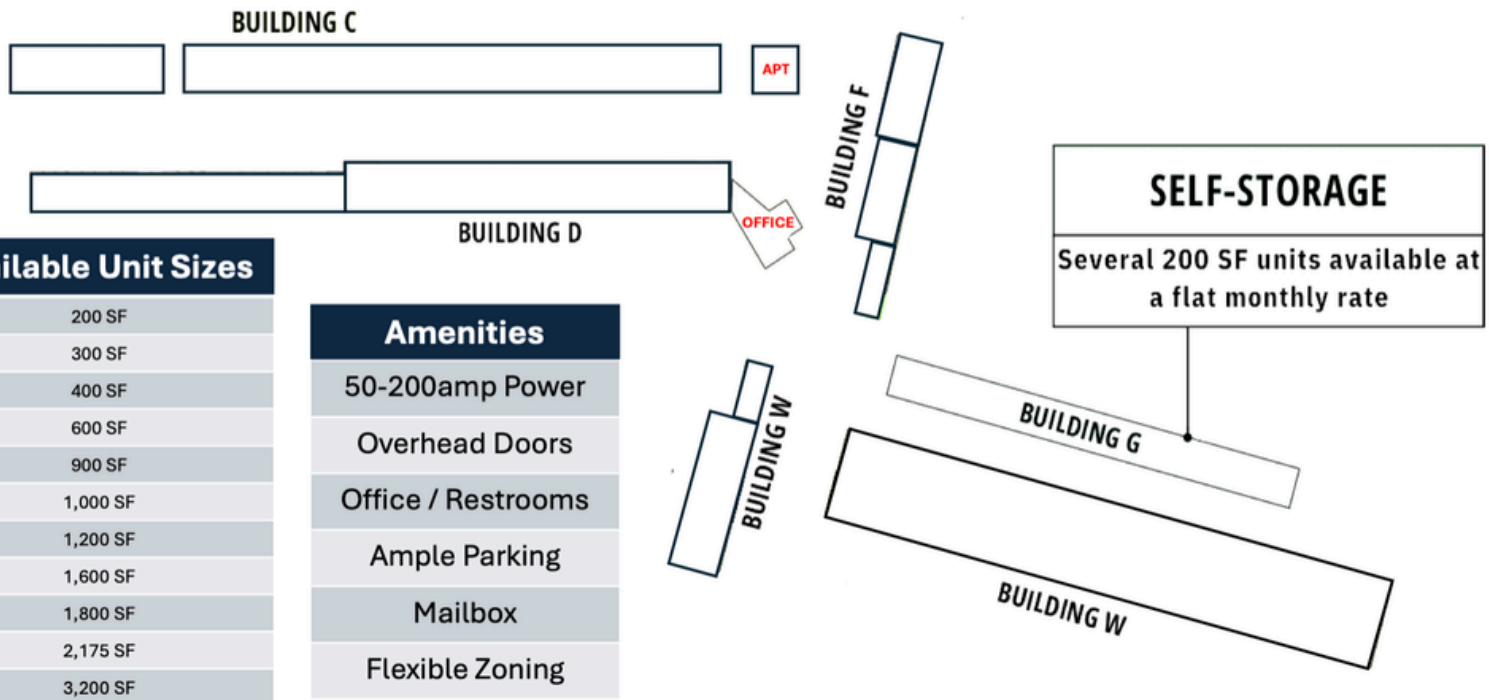 BUILDING C
APT
BUILDING F
OFFICE
BUILDING D
SELF-STORAGE
Several 200 SF units available at
a flat monthly rate
ilable Unit Sizes
200 SF
300 SF
400 SF
600 SF
900 SF
1,000 SF
1,200 SF
1,600 SF
1,800 SF
2,175 SF
3,200 SF
Amenities
50-200amp Power
Overhead Doors
Office / Restrooms
Ample Parking
Mailbox
Flexible Zoning
BUILDING W
BUILDING G
BUILDING W